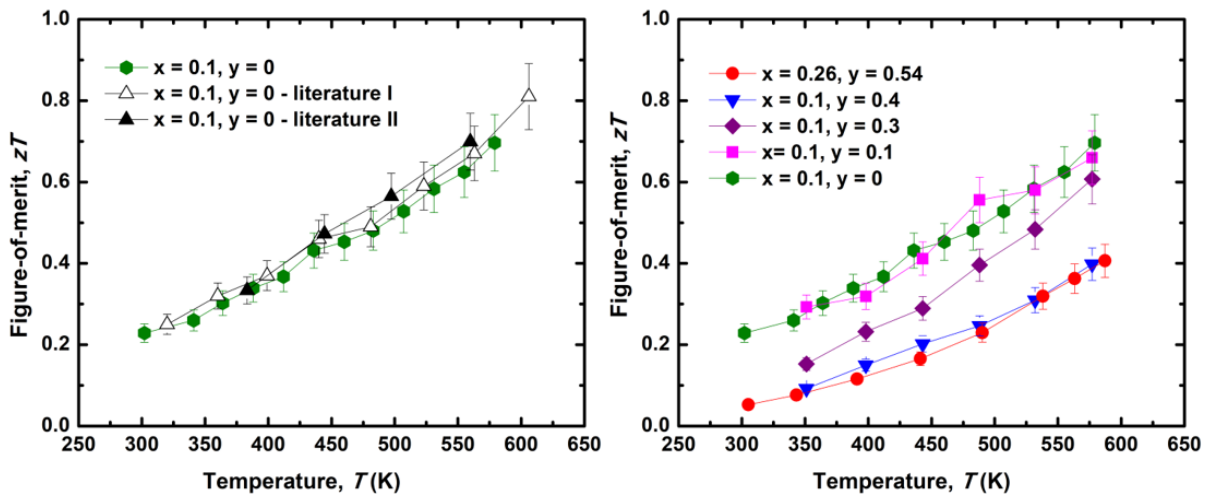 1.0
0.8
0.6
0.4
0.2
0.0
Figure-of-merit, zT
x = 0.1, y = 0
x = 0.1, y = 0 - literature I
x = 0.1, y = 0 - literature II
250 300 350 400 450 500 550 600 650
Temperature, T (K)
1.0
0.8
0.6
0.4
0.2
0.0
Figure-of-merit, zT
x = 0.26, y = 0.54
x = 0.1, y = 0.4
x = 0.1, y = 0.3
x= 0.1, y = 0.1
x = 0.1, y = 0
250 300 350 400 450 500 550 600 650
Temperature, T (K)